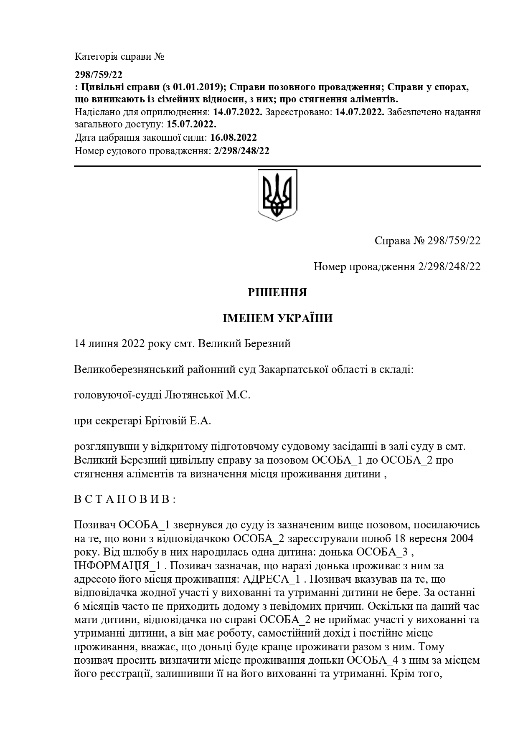 Категорія справи №
298/759/22
: Цивільні справи (з 01.01.2019); Справи позовного провадження; Справи у спорах,
що виникають із сімейних відносин, з них; про стягнення аліментів.
Надіслано для оприлюднення: 14.07.2022. Зареєстровано: 14.07.2022. Забезпечено надання
загального доступу: 15.07.2022.
Дата набрання законної сили: 16.08.2022
Номер судового провадження: 2/298/248/22
Справа № 298/759/22
Номер провадження 2/298/248/22
РІШЕННЯ
ІМЕНЕМ УКРАЇНИ
14 липня 2022 року смт. Великий Березний
Великоберезнянський районний суд Закарпатської області в складі:
головуючої-судді Лютянської М.С.
при секретарі Брітовій Е.А.
розглянувши у відкритому підготовчому судовому засіданні в залі суду в смт.
Великий Березний цивільну справу за позовом ОСОБА_1 до ОСОБА_2 про
стягнення аліментів та визначення місця проживання дитини ,
В С Т А Н О В И В :
Позивач ОСОБА_1 звернувся до суду із зазначеним вище позовом, посилаючись
на те, що вони з відповідачкою ОСОБА_2 зареєстрували шлюб 18 вересня 2004
року. Від шлюбу в них народилась одна дитина: донька ОСОБА_3 ,
ІНФОРМАЦІЯ_1 . Позивач зазначав, що наразі донька проживає з ним за
адресою його місця проживання: АДРЕСА_1 . Позивач вказував на те, що
відповідачка жодної участі у вихованні та утриманні дитини не бере. За останні
6 місяців часто не приходить додому з невідомих причин. Оскільки на даний час
мати дитини, відповідачка по справі ОСОБА_2 не приймає участі у вихованні та
утриманні дитини, а він має роботу, самостійний дохід і постійне місце
проживання, вважає, що доньці буде краще проживати разом з ним. Тому
позивач просить визначити місце проживання доньки ОСОБА_4 з ним за місцем
його реєстрації, залишивши її на його вихованні та утриманні. Крім того,